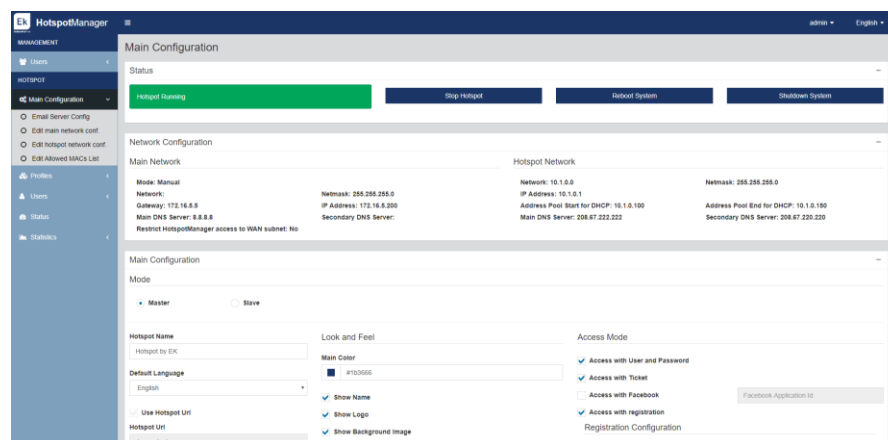 Ek HotspotManager
admin English
MANAGEMENT
Users
HOTSPOT
Main Configuration
Email Server Config
Edit main network conf.
Edit hotspot network conf.
Edit Allowed MACs List
Profiles
Users
Status
Statistics
Main Configuration
Status
Hotspot Running Stop Hotspot Reboot System Shutdown System
Network Configuration
Main Network
Mode: Manual
Network: Netmask: 255.255.255.0
Gateway: 172.16.5.5 IP Address: 172.16.5.200
Main DNS Server: 8.8.8.8 Secondary DNS Server:
Restrict HotspotManager access to WAN subnet: No
Hotspot Network
Network: 10.1.0.0 Netmask: 255.255.255.0
IP Address: 10.1.0.1
Address Pool Start for DHCP: 10.1.0.100 Address Pool End for DHCP: 10.1.0.150
Main DNS Server: 208.67.222.222 Secondary DNS Server: 208.67.220.220
Main Configuration
Mode
Master Slave
Hotspot Name
Hotspot by EK
Default Language
English
Use Hotspot Url
Hotspot Url
Look and Feel
Main Color
#1b3666
Show Name
Show Logo
Show Background Image
Access Mode
Access with User and Password
Access with Ticket
Access with Facebook Facebook Application Id
Access with registration
Registration Configuration